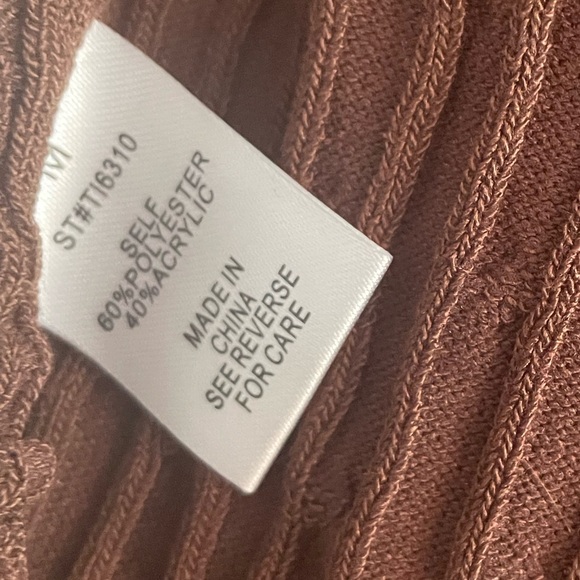 M
ST#TI6310
SELF
60%POLYESTER
40%ACRYLIC
MADE IN
CHINA
SEE REVERSE
FOR CARE